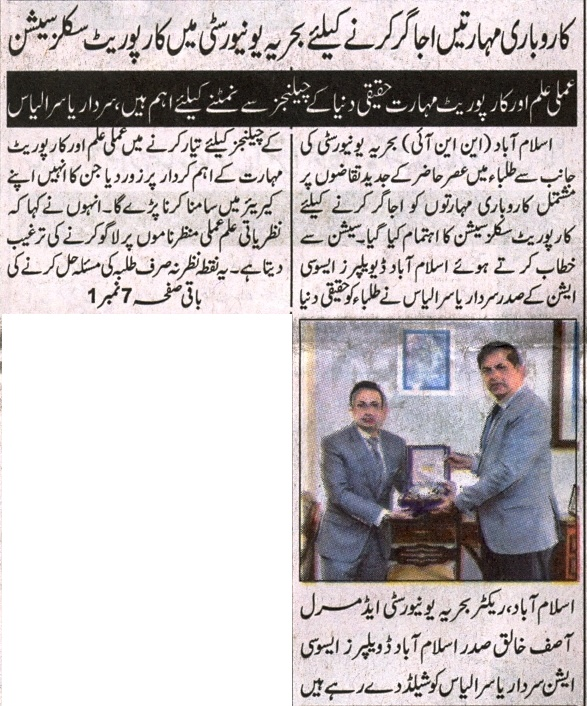 کاروباری مہارتیں اجاگر کرنے کیلئے بحریہ یونیورسٹی میں کارپوریٹ سکلز سیشن
عملی علم اور کارپوریٹ مہارت حقیقی دنیا کے چیلنجز سے نمٹنے کیلئے اہم ہیں، سردار یاسر الیاس
اسلام آباد (این این آئی) بحریہ یونیورسٹی کی
جانب سے طلباء میں عصر حاضر کے جدید تقاضوں پر
مشتمل کاروباری مہارتوں کو اجاگر کرنے کیلئے
کارپوریٹ سکلز سیشن کا اہتمام کیا گیا۔ سیشن سے
خطاب کرتے ہوئے اسلام آباد ڈویلپرز ایسوسی
ایشن کے صدر سردار یاسر الیاس نے طلباء کو حقیقی دنیا
کے چیلنجز کیلئے تیار کرنے میں عملی علم اور کارپوریٹ
مہارت کے اہم کردار پر زور دیا جن کا انہیں اپنے
کیریئر میں سامنا کرنا پڑے گا۔ انہوں نے کہا کہ
نظریاتی علم عملی منظرناموں پر لاگو کرنے کی ترغیب
دیتا ہے۔ یہ نقطہ نظر نہ صرف طلبہ کی مسئلہ حل کرنے کی
باقی صفحہ 7 نمبر 1
اسلام آباد، ریکٹر بحریہ یونیورسٹی ایڈمرل
آصف خالق صدر اسلام آباد ڈویلپرز ایسوسی
ایشن سردار یاسر الیاس کو شیلڈ دے رہے ہیں